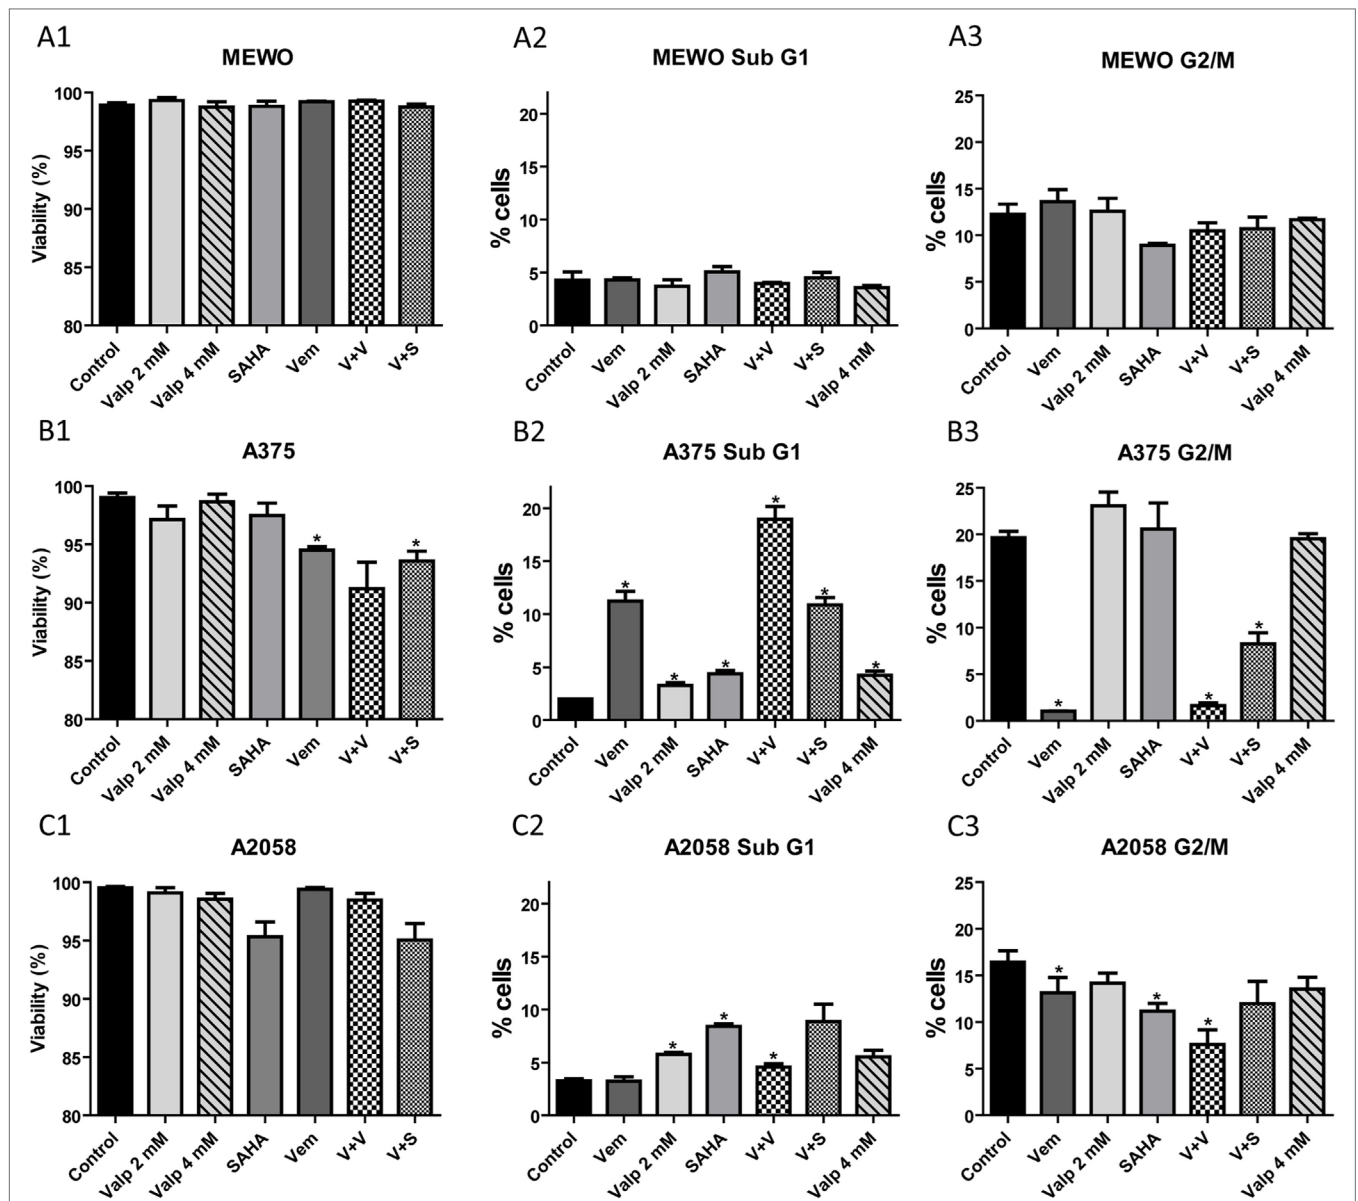 A1
MEWO
Viability (%)
100
95
90
85
80
Control
Valp 2 mM
Valp 4 mM
SAHA
Vem
V+V
V+S
A2
MEWO Sub G1
% cells
20
15
10
5
0
Control
Vem
Valp 2 mM
SAHA
V+V
V+S
Valp 4 mM
A3
MEWO G2/M
% cells
25
20
15
10
5
0
Control
Vem
Valp 2 mM
SAHA
V+V
V+S
Valp 4 mM
B1
A375
Viability (%)
100
95
90
85
80
*
*
Control
Valp 2 mM
Valp 4 mM
SAHA
Vem
V+V
V+S
B2
A375 Sub G1
% cells
20
15
10
5
0
*
*
*
*
*
*
Control
Vem
Valp 2 mM
SAHA
V+V
V+S
Valp 4 mM
B3
A375 G2/M
% cells
25
20
15
10
5
0
*
*
*
Control
Vem
Valp 2 mM
SAHA
V+V
V+S
Valp 4 mM
C1
A2058
Viability (%)
100
95
90
85
80
Control
Valp 2 mM
Valp 4 mM
SAHA
Vem
V+V
V+S
C2
A2058 Sub G1
% cells
20
15
10
5
0
*
*
*
Control
Vem
Valp 2 mM
SAHA
V+V
V+S
Valp 4 mM
C3
A2058 G2/M
% cells
25
20
15
10
5
0
*
*
*
Control
Vem
Valp 2 mM
SAHA
V+V
V+S
Valp 4 mM